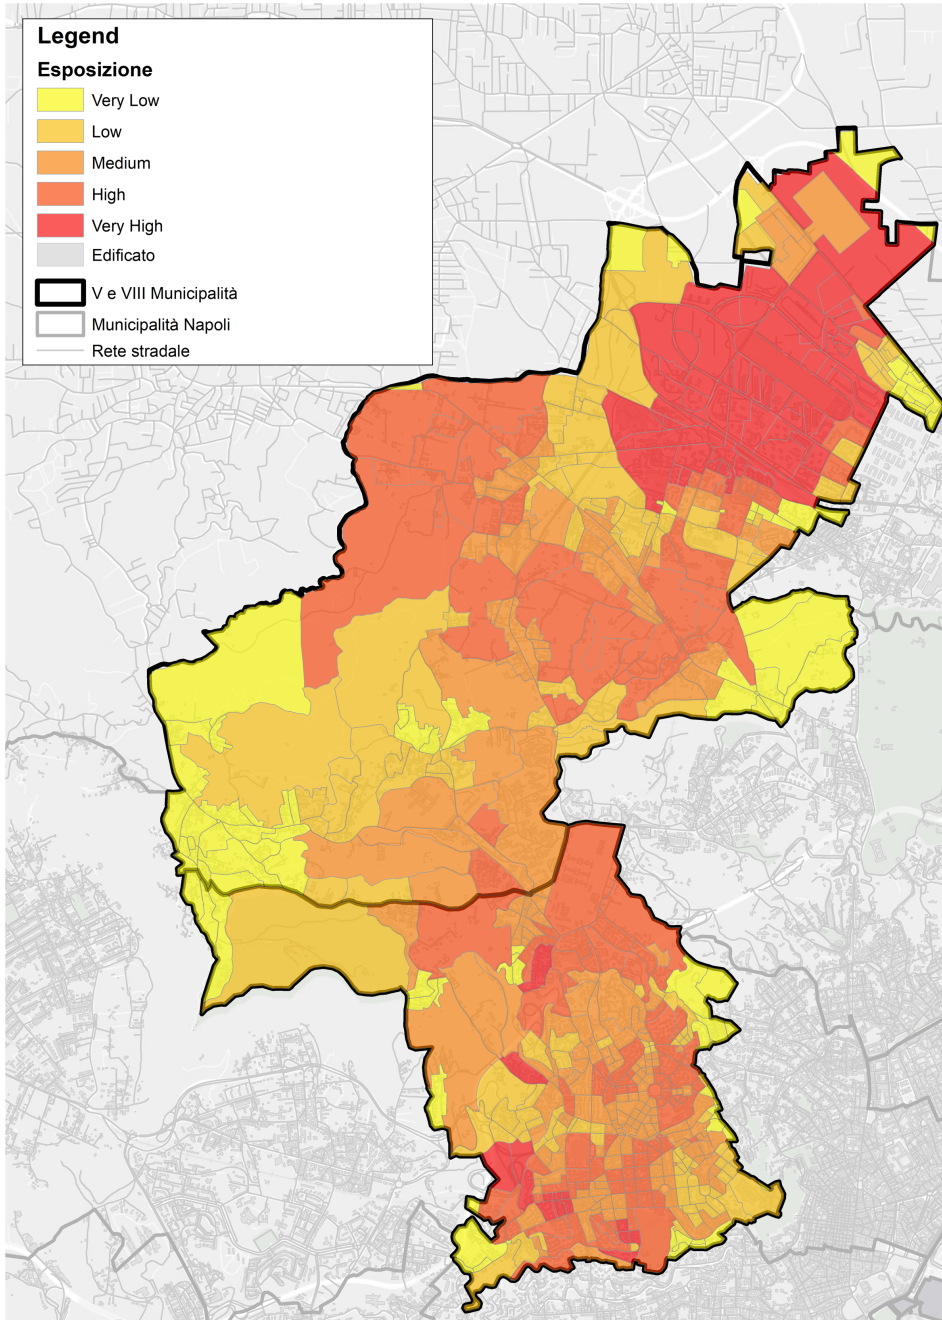 Legend
Esposizione
Very Low
Low
Medium
High
Very High
Edificato
V e VIII Municipalità
Municipalità Napoli
Rete stradale